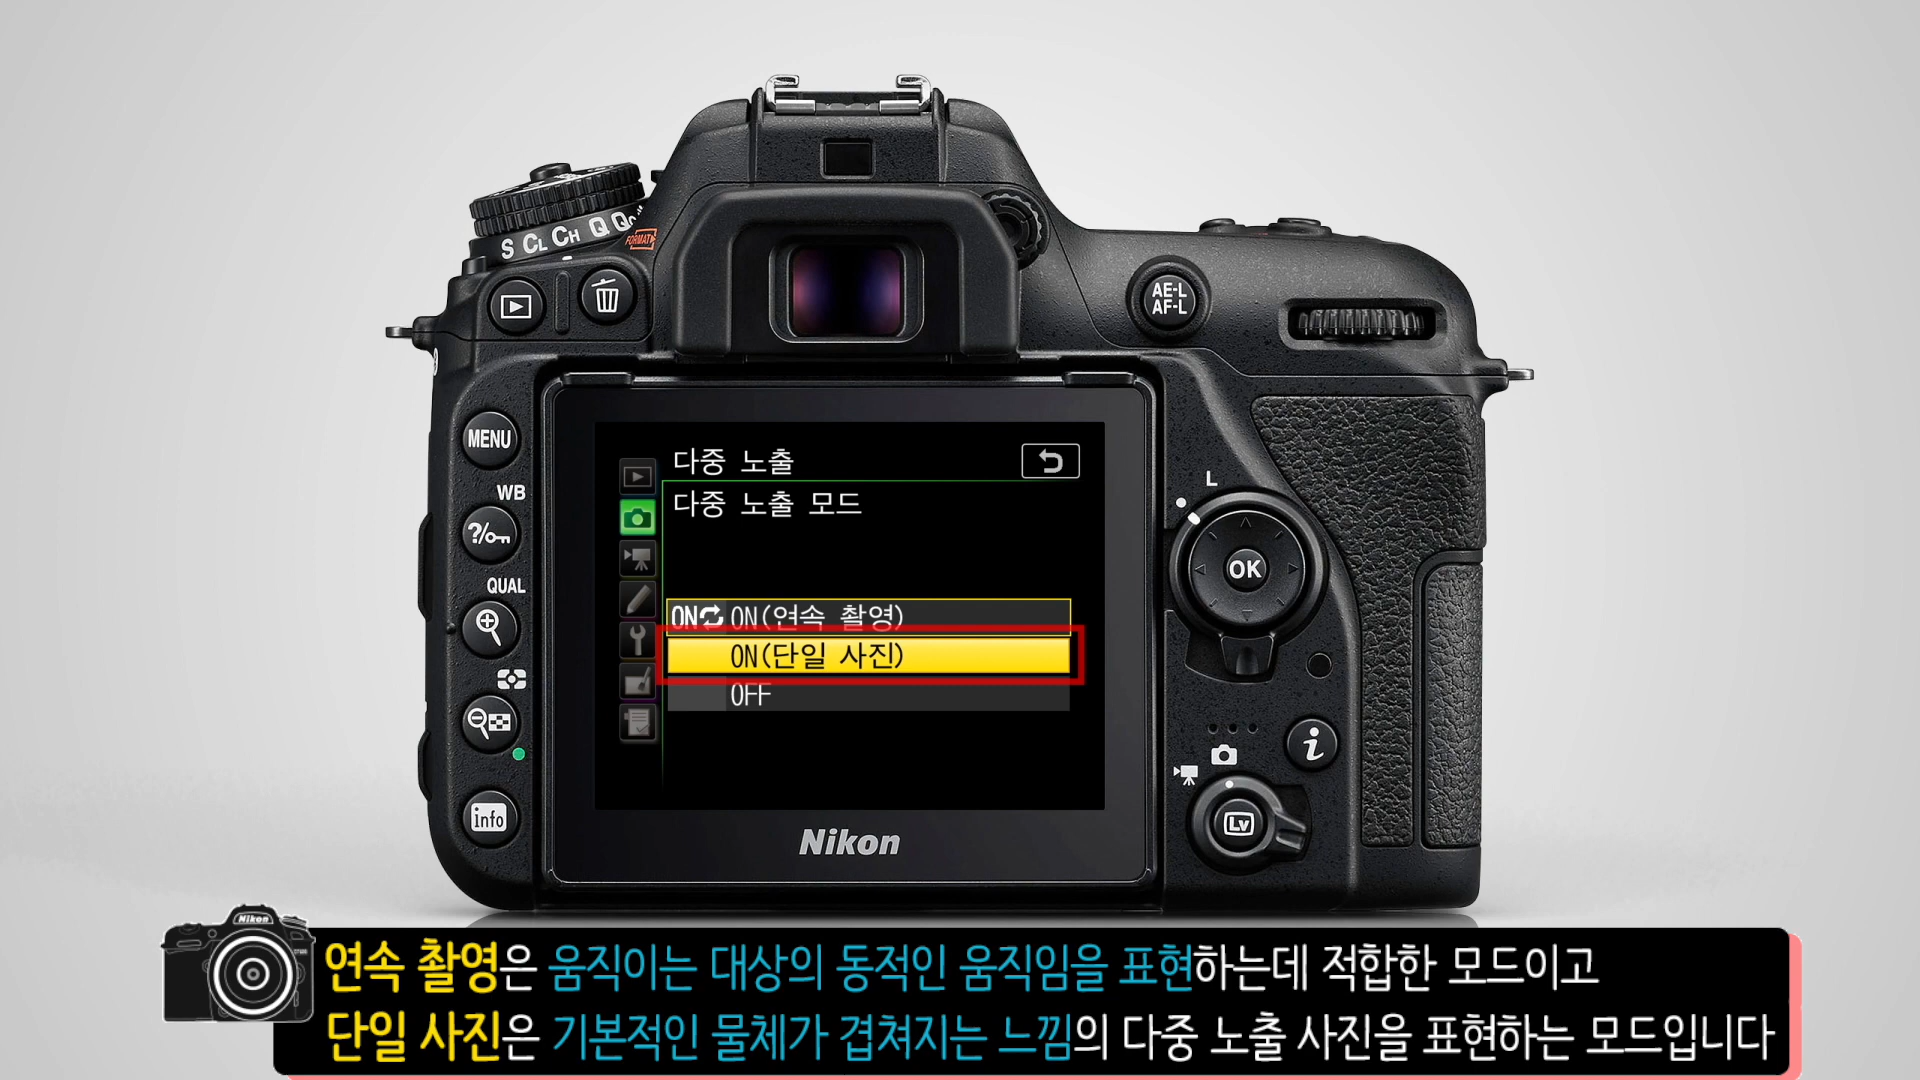 S CL CH Q Qc
FORMAT
AE-L
AF-L
MENU
WB
QUAL
info
L
OK
i
Lv
다중 노출
다중 노출 모드
ON ON(연속 촬영)
ON(단일 사진)
OFF
Nikon
Nikon
연속 촬영은 움직이는 대상의 동적인 움직임을 표현하는데 적합한 모드이고
단일 사진은 기본적인 물체가 겹쳐지는 느낌의 다중 노출 사진을 표현하는 모드입니다